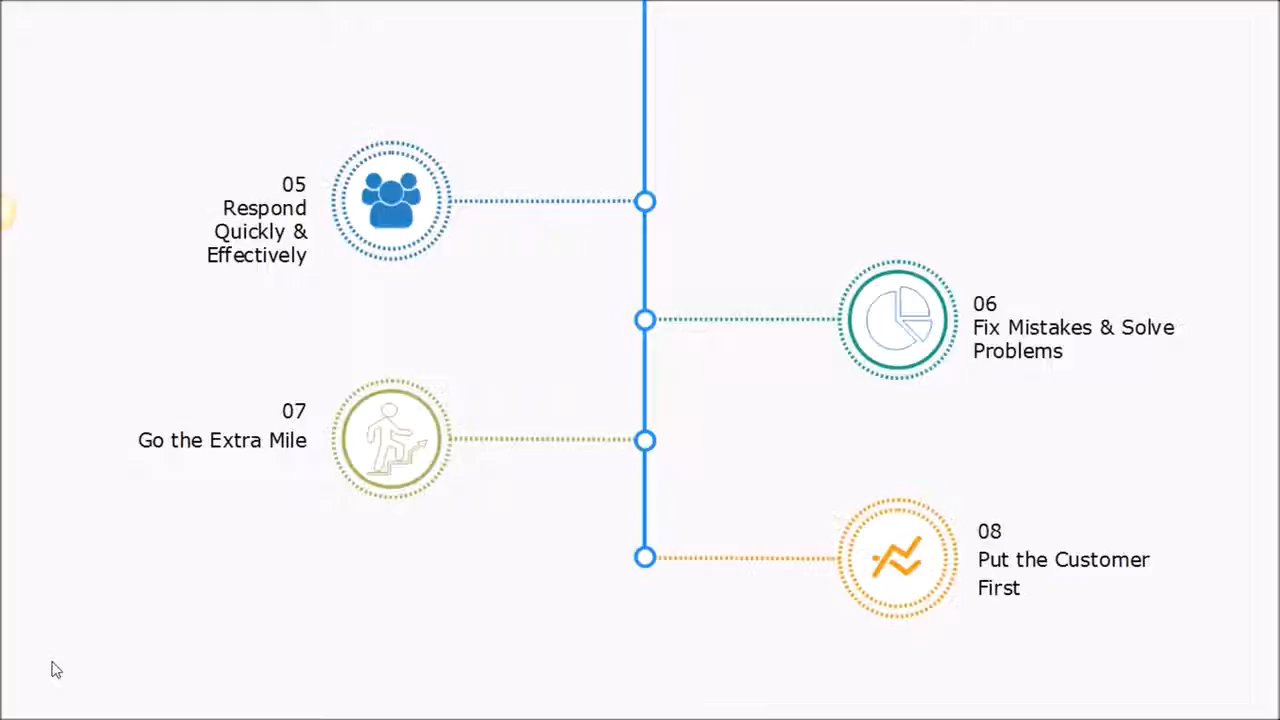 05
Respond
Quickly &
Effectively
06
Fix Mistakes & Solve
Problems
07
Go the Extra Mile
08
Put the Customer
First